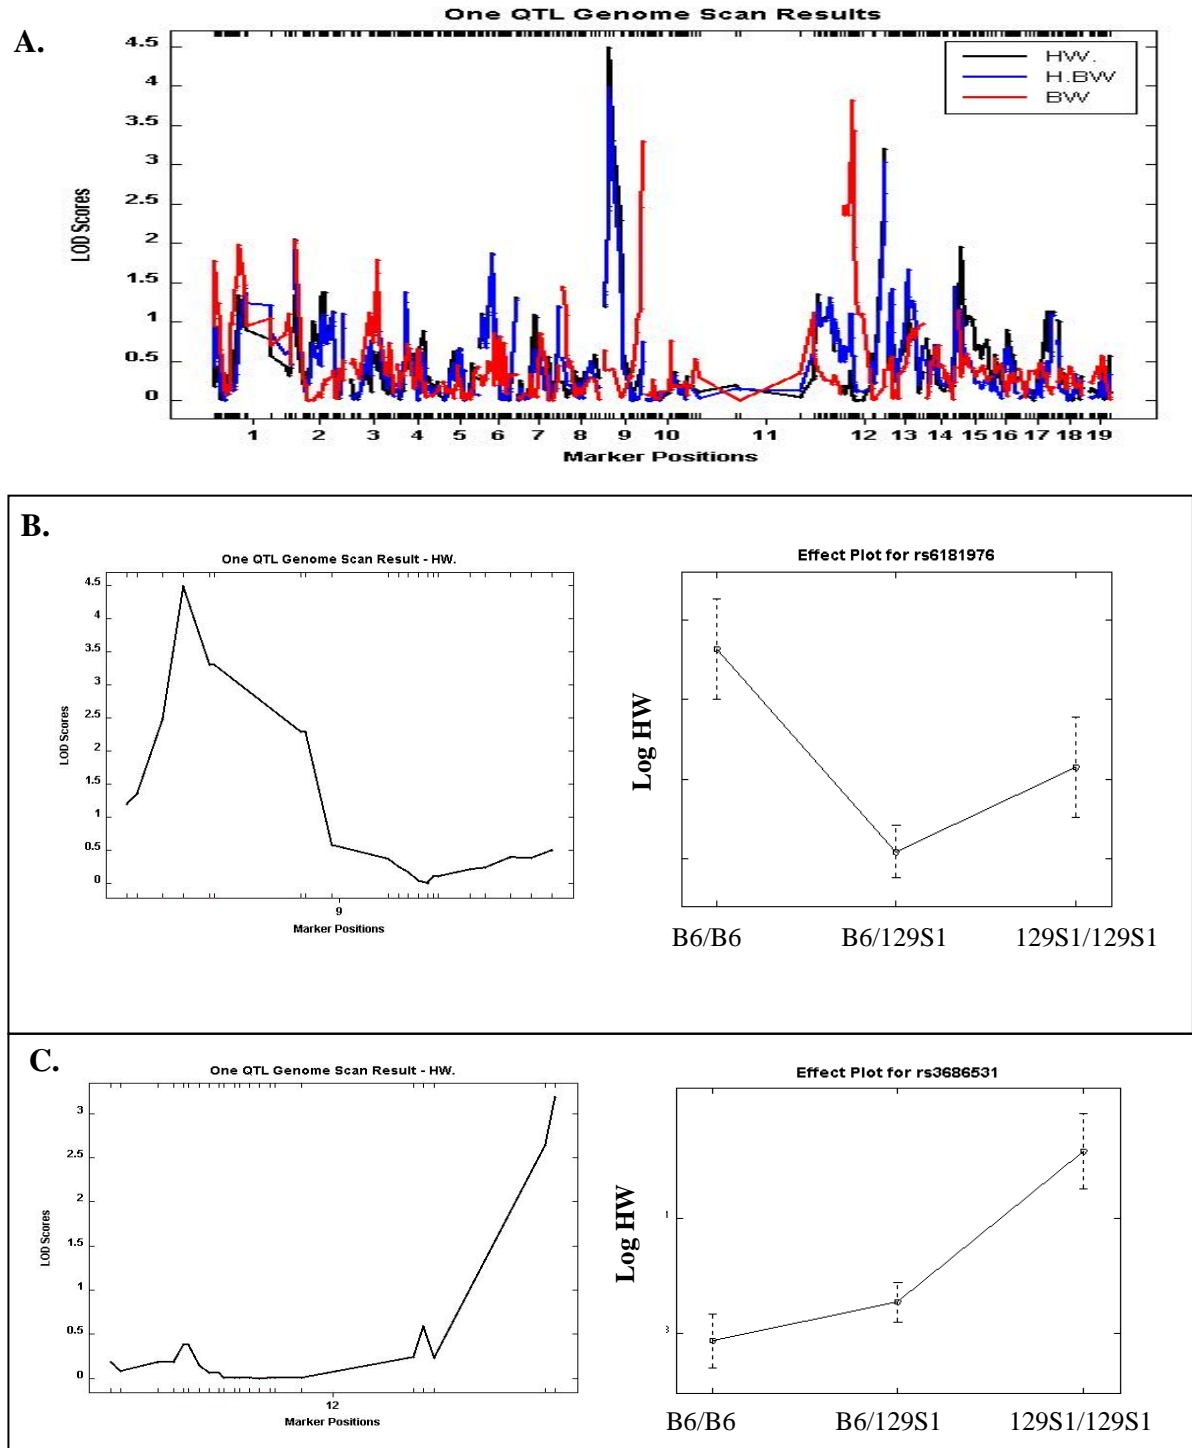 One QTL Genome Scan Results
A.
HW.
H.BW
BW
4.5
4
3.5
3
2.5
2
1.5
1
0.5
0
LOD Scores
1 2 3 4 5 6 7 8 9 10 11 12 13 14 15 16 17 18 19
Marker Positions
B.
One QTL Genome Scan Result - HW.
4.5
4
3.5
3
2.5
2
1.5
1
0.5
0
LOD Scores
9
Marker Positions
Effect Plot for rs6181976
Log HW
B6/B6 B6/129S1 129S1/129S1
C.
One QTL Genome Scan Result - HW.
3
2.5
2
1.5
1
0.5
0
LOD Scores
12
Marker Positions
Effect Plot for rs3686531
Log HW
B6/B6 B6/129S1 129S1/129S1